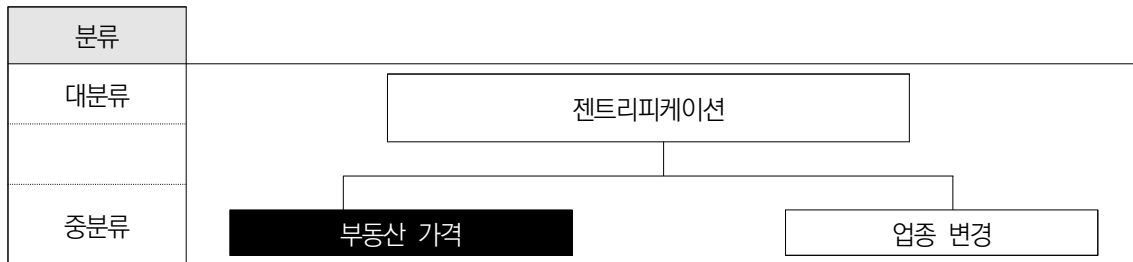 분류
대분류
젠트리피케이션
중분류
부동산 가격
업종 변경